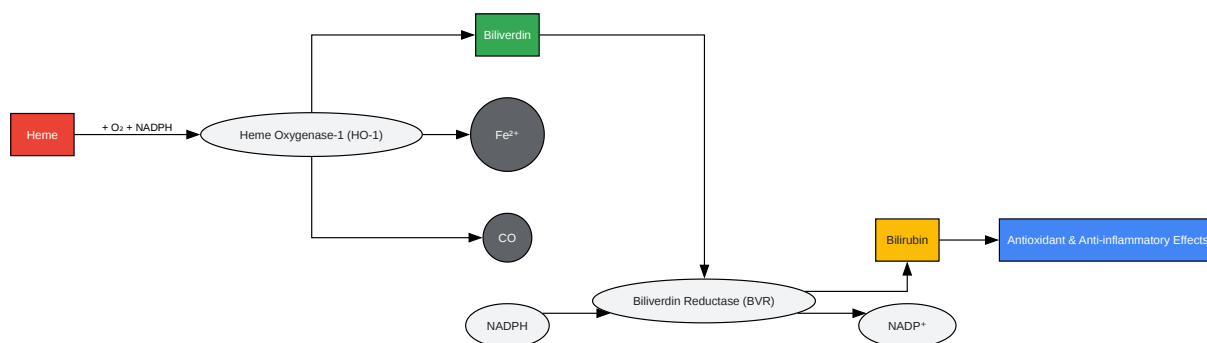 Biliverdin
Heme
+ O₂ + NADPH
Heme Oxygenase-1 (HO-1)
Fe²⁺
CO
Bilirubin
Antioxidant & Anti-inflammatory Effects
Biliverdin Reductase (BVR)
NADPH
NADP⁺